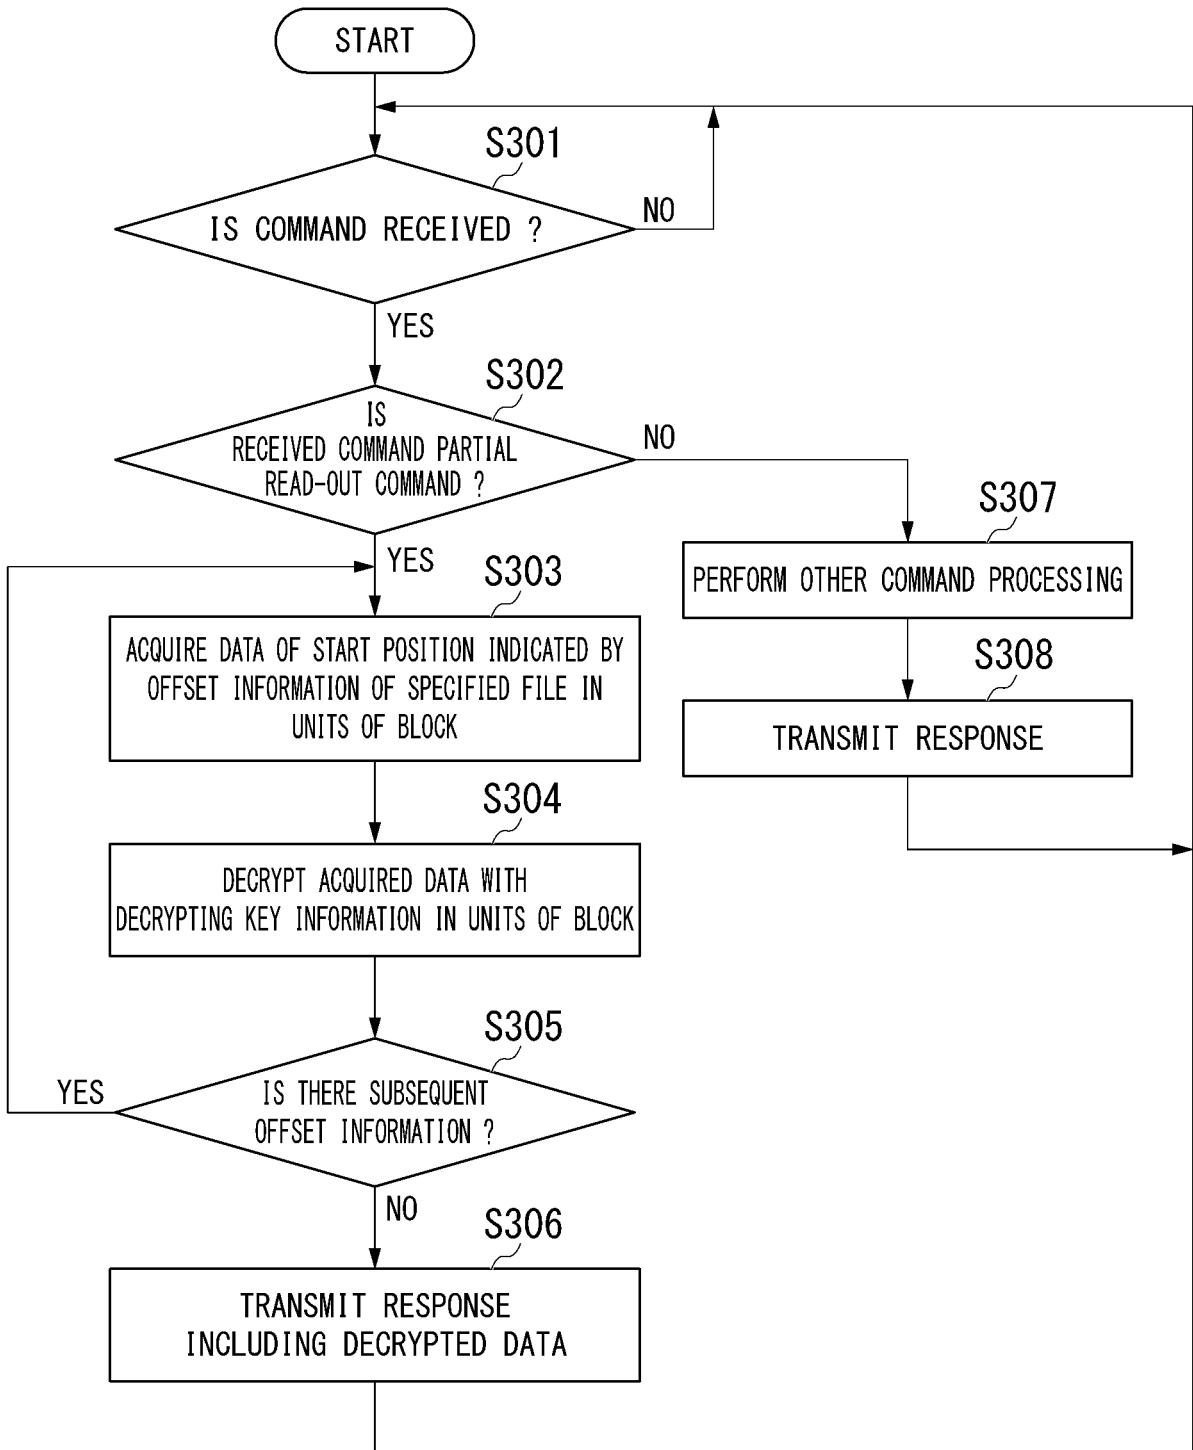 START
S301
IS COMMAND RECEIVED ?
NO
YES
S302
IS
RECEIVED COMMAND PARTIAL
READ-OUT COMMAND ?
NO
YES
S307
PERFORM OTHER COMMAND PROCESSING
S308
TRANSMIT RESPONSE
S303
ACQUIRE DATA OF START POSITION INDICATED BY
OFFSET INFORMATION OF SPECIFIED FILE IN
UNITS OF BLOCK
S304
DECRYPT ACQUIRED DATA WITH
DECRYPTING KEY INFORMATION IN UNITS OF BLOCK
S305
IS THERE SUBSEQUENT
OFFSET INFORMATION ?
YES
NO
S306
TRANSMIT RESPONSE
INCLUDING DECRYPTED DATA